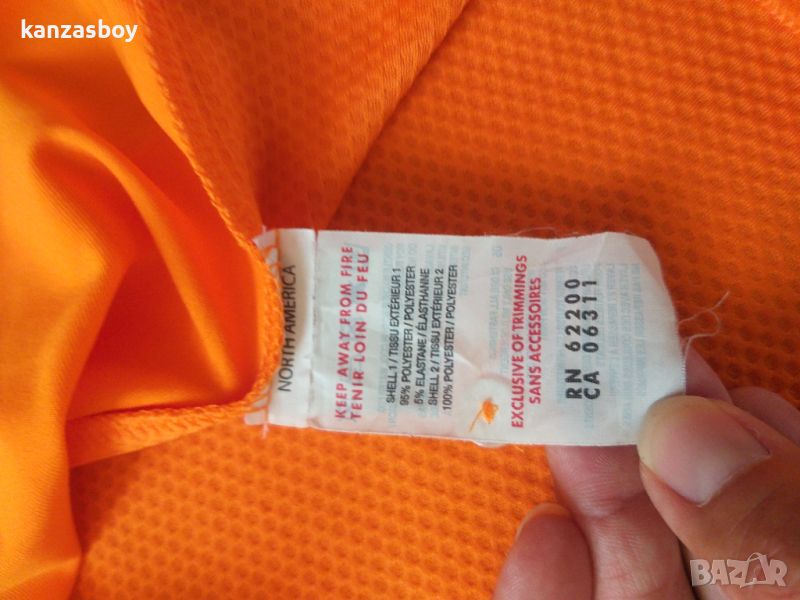 kanzasboy
NORTH AMERICA
KEEP AWAY FROM FIRE
TENIR LOIN DU FEU
SHELL 1 / TISSU EXTÉRIEUR 1
95% POLYESTER / POLYESTER
5% ELASTANE / ÉLASTHANNE
SHELL 2 / TISSU EXTÉRIEUR 2
100% POLYESTER / POLYESTER
EXCLUSIVE OF TRIMMINGS
SANS ACCESSOIRES
RN 62200
CA 06311
BAZAR